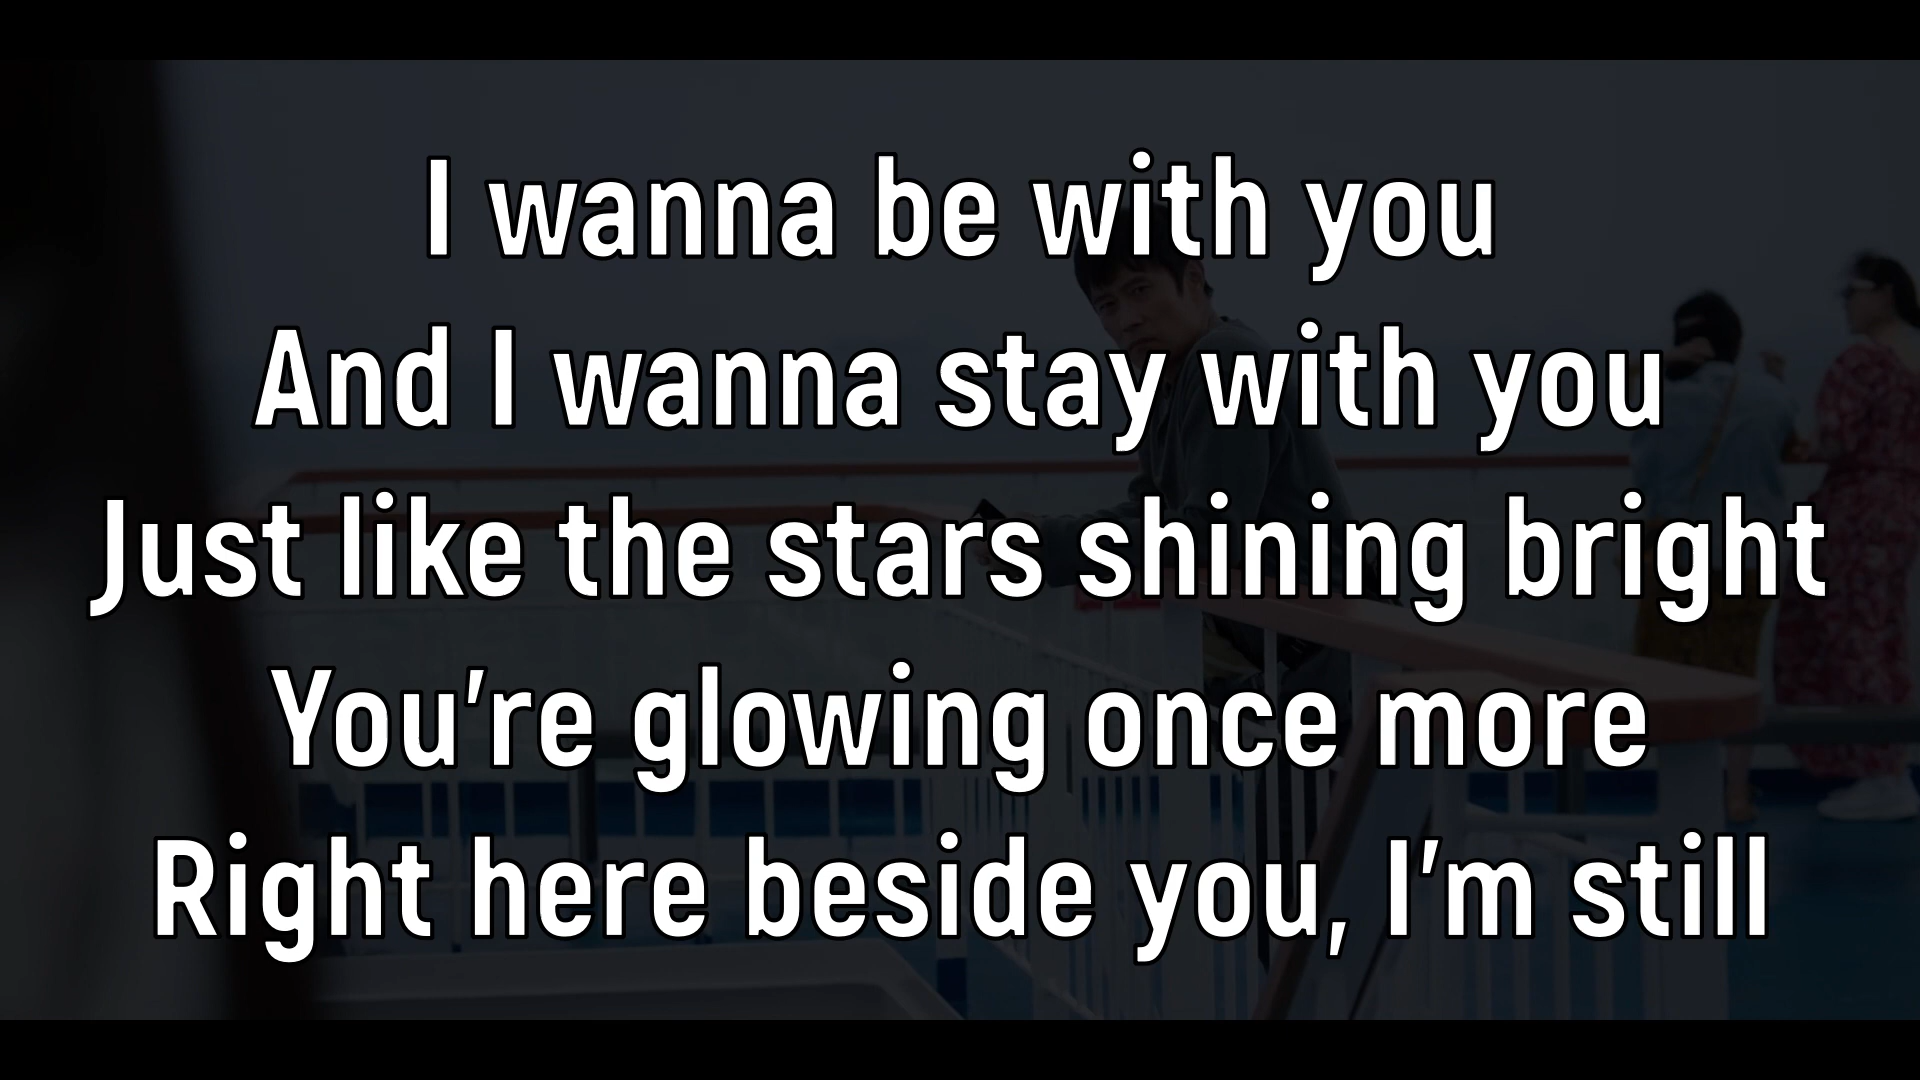 I wanna be with you
And I wanna stay with you
Just like the stars shining bright
You're glowing once more
Right here beside you, I'm still